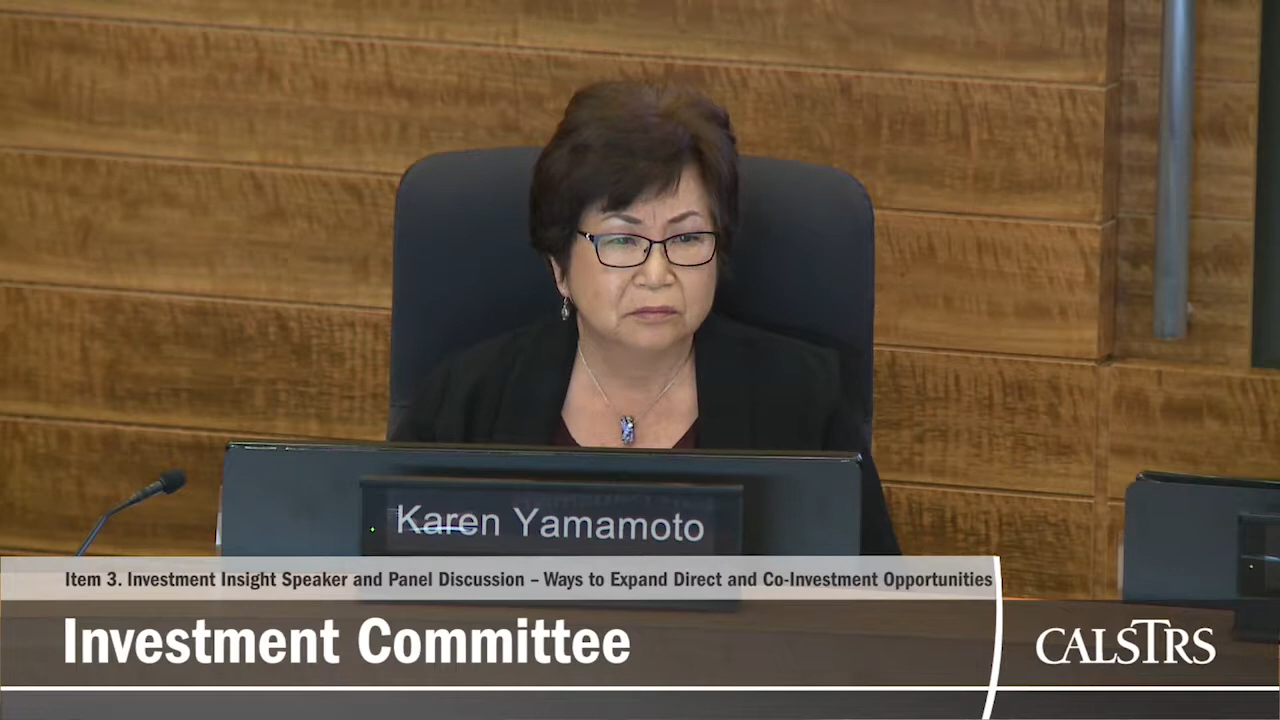 Karen Yamamoto
Item 3. Investment Insight Speaker and Panel Discussion – Ways to Expand Direct and Co-Investment Opportunities
Investment Committee
CALSTRS